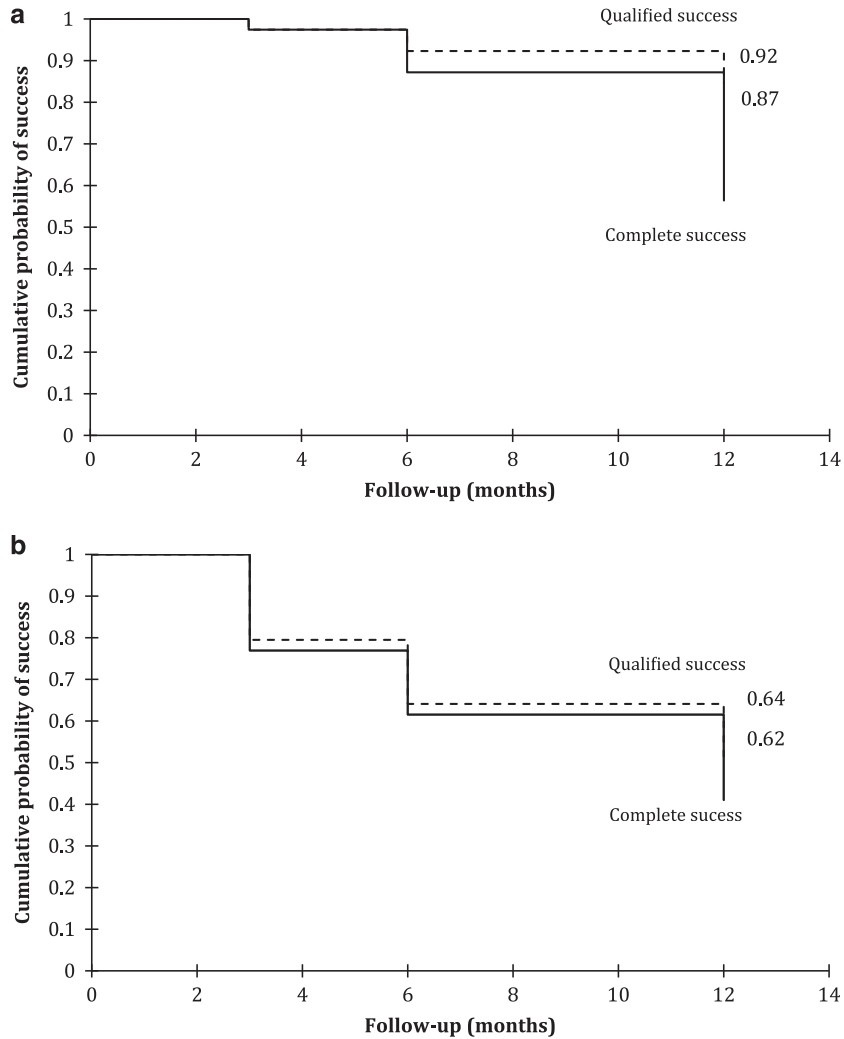 a
Cumulative probability of success
1
0.9
0.8
0.7
0.6
0.5
0.4
0.3
0.2
0.1
0
Qualified success
0.92
0.87
Complete success
0 2 4 6 8 10 12 14
Follow-up (months)
b
Cumulative probability of success
1
0.9
0.8
0.7
0.6
0.5
0.4
0.3
0.2
0.1
0
Qualified success
0.64
0.62
Complete sucess
0 2 4 6 8 10 12 14
Follow-up (months)